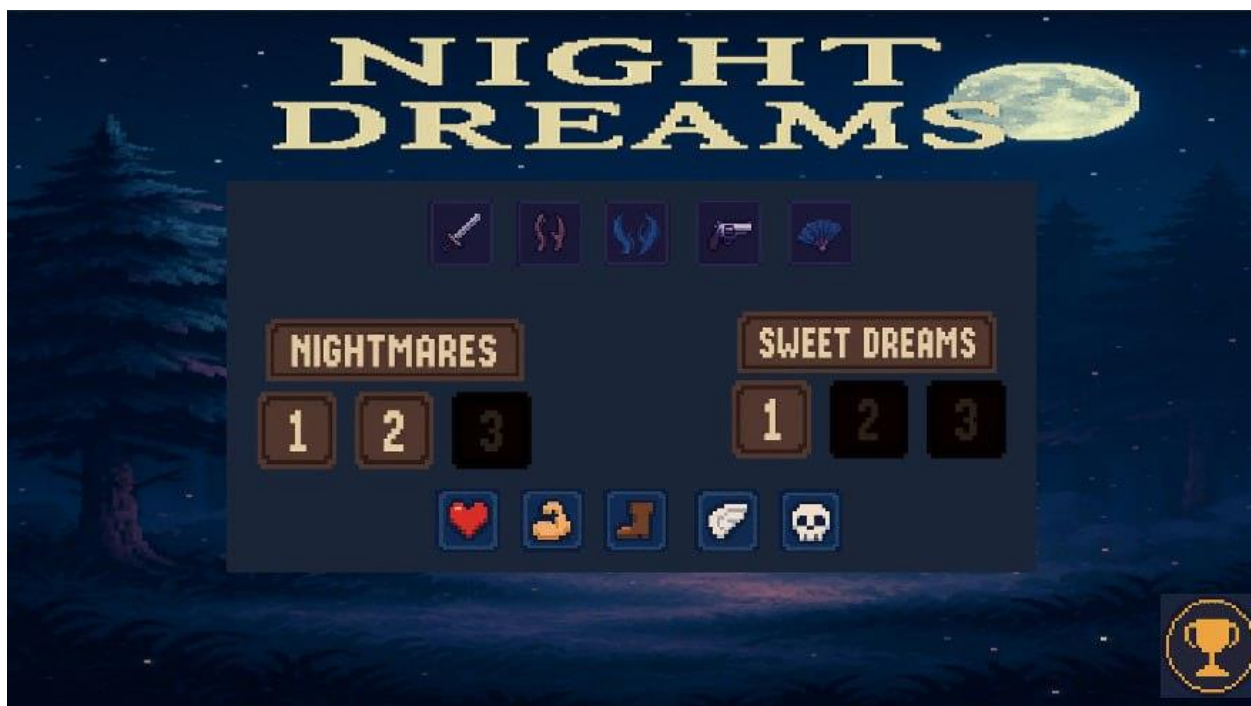 NIGHT
DREAMS
NIGHTMARES
1 2 3
SWEET DREAMS
1 2 3